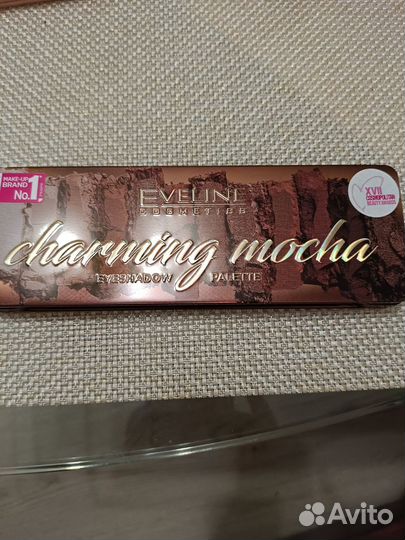 MAKE-UP
BRAND
No.1
EVELINE
COSMETICS
charming mocha
EYESHADOW PALETTE
XVII
COSMOPOLITAN
BEAUTY AWARDS
Avito